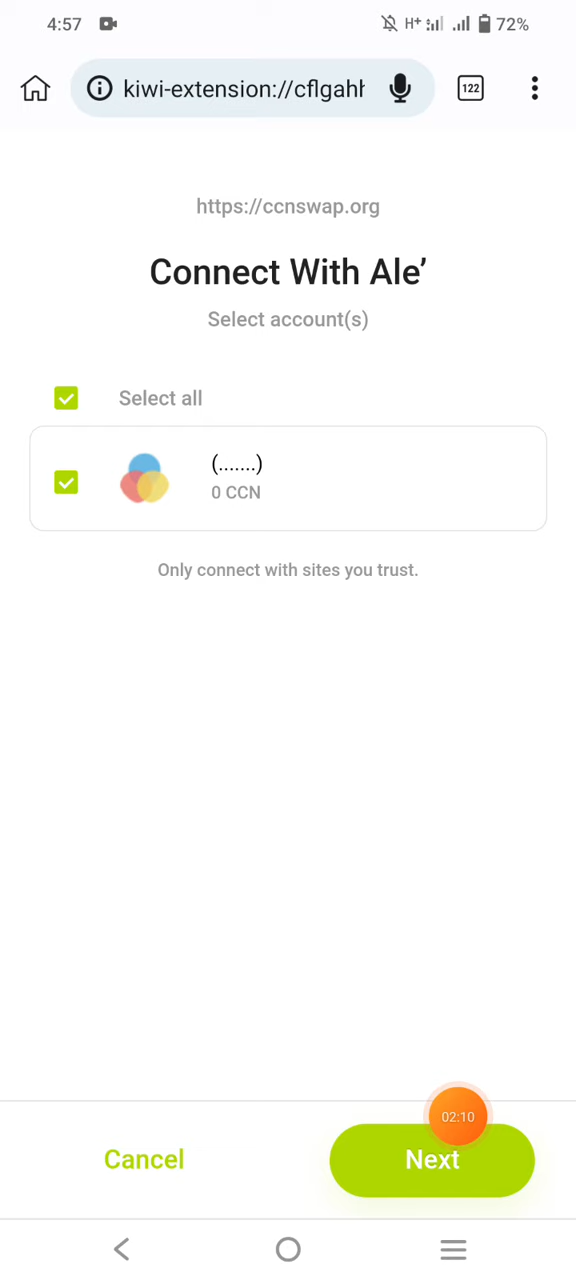 4:57 H+ 72%
kiwi-extension://cflgahh 122
https://ccnswap.org
Connect With Ale’
Select account(s)
Select all
(.......)
0 CCN
Only connect with sites you trust.
02:10
Cancel Next